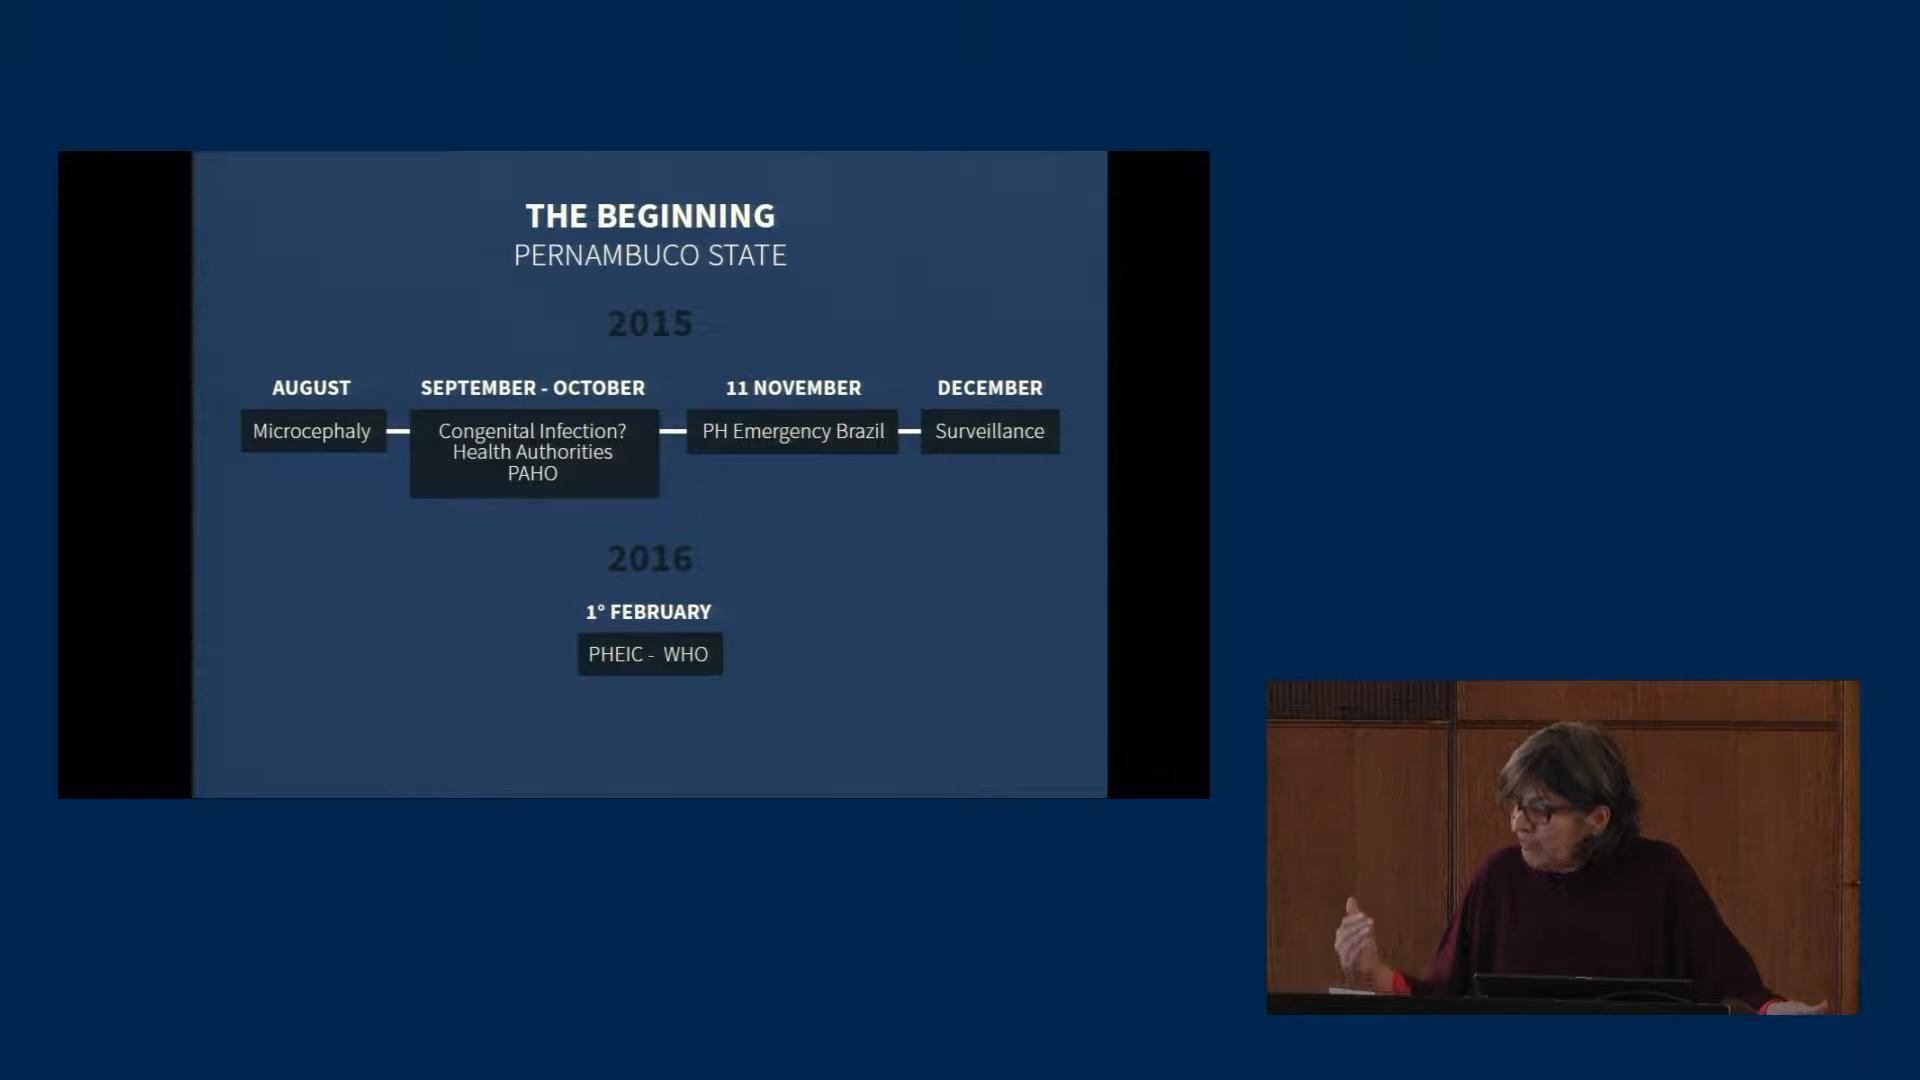 THE BEGINNING
PERNAMBUCO STATE
2015
AUGUST
Microcephaly
SEPTEMBER - OCTOBER
Congenital Infection?
Health Authorities
PAHO
11 NOVEMBER
PH Emergency Brazil
DECEMBER
Surveillance
2016
1° FEBRUARY
PHEIC - WHO